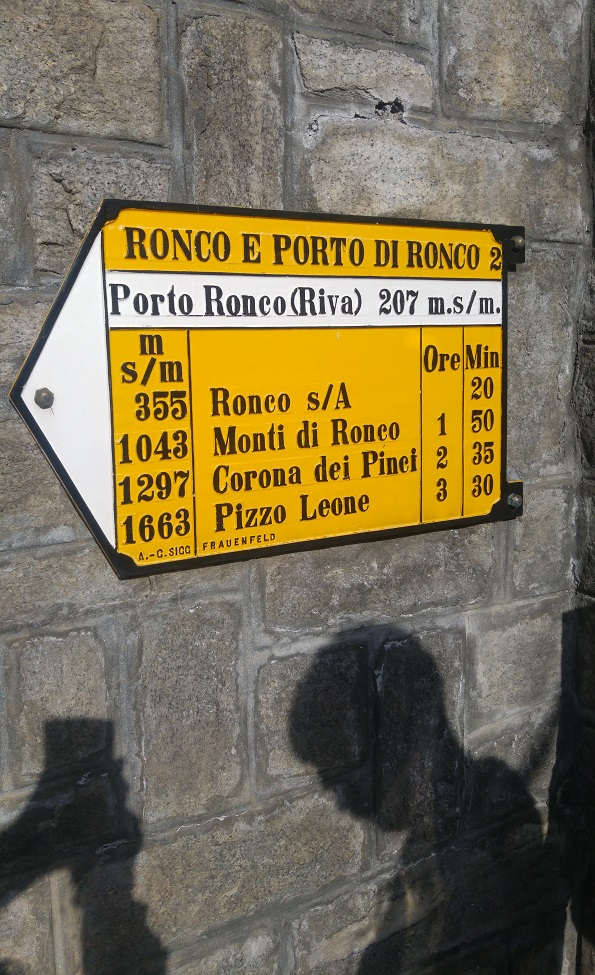 RONCO E PORTO DI RONCO 2
Porto Ronco (Riva) 207 m.s/m.
m
s/m Ore Min
355 Ronco s/A 20
1043 Monti di Ronco 1 50
1297 Corona dei Pinci 2 35
1663 Pizzo Leone 3 30
A.-G. SIGG FRAUENFELD